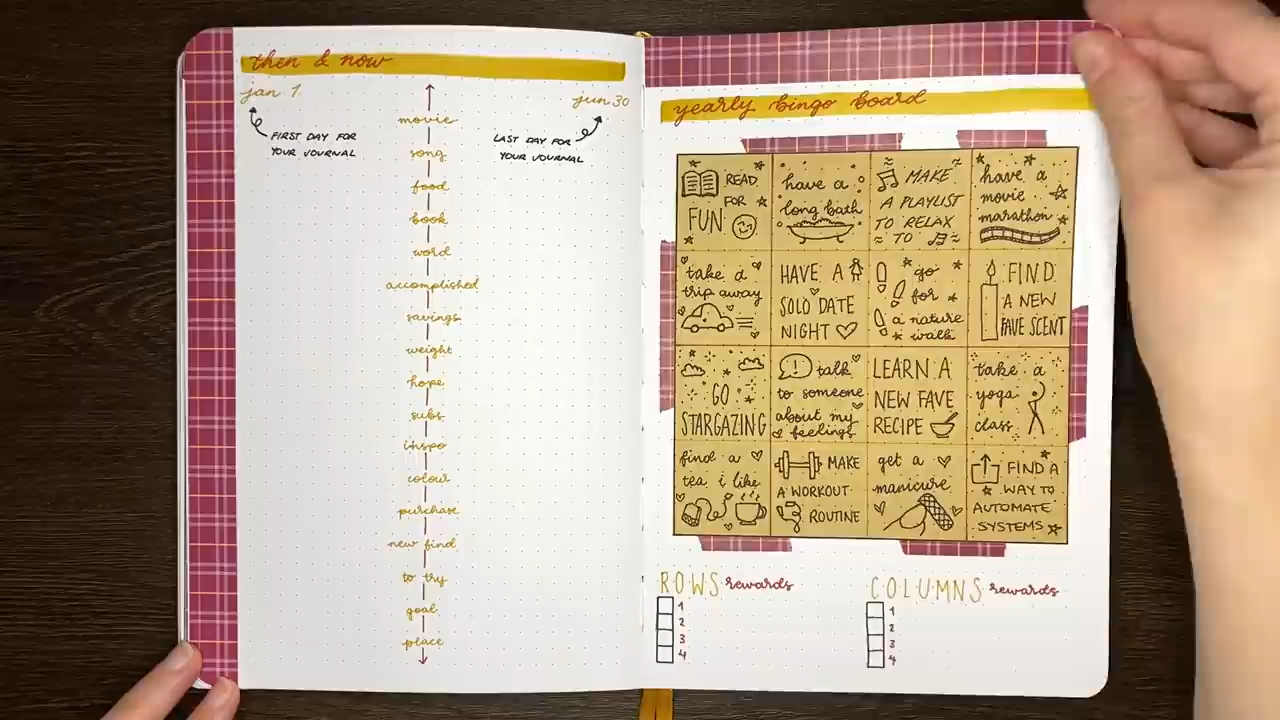 then & now
jan 1
jun 30
FIRST DAY FOR
YOUR JOURNAL
LAST DAY FOR
YOUR JOURNAL
movie
song
food
book
word
accomplished
savings
weight
hope
subs
inspo
colour
purchase
new find
to try
goal
place
yearly bingo board
READ
FOR
FUN
have a
long bath
MAKE
A PLAYLIST
TO RELAX
TO
have a
movie
marathon
take a
trip away
HAVE A
SOLO DATE
NIGHT
go
for
a nature
walk
FIND
A NEW
FAVE SCENT
GO
STARGAZING
talk
to someone
about my
feelings
LEARN A
NEW FAVE
RECIPE
take a
yoga
class
find a
tea i like
MAKE
A WORKOUT
ROUTINE
get a
manicure
FIND A
WAY TO
AUTOMATE
SYSTEMS
ROWS rewards
1
2
3
4
COLUMNS rewards
1
2
3
4